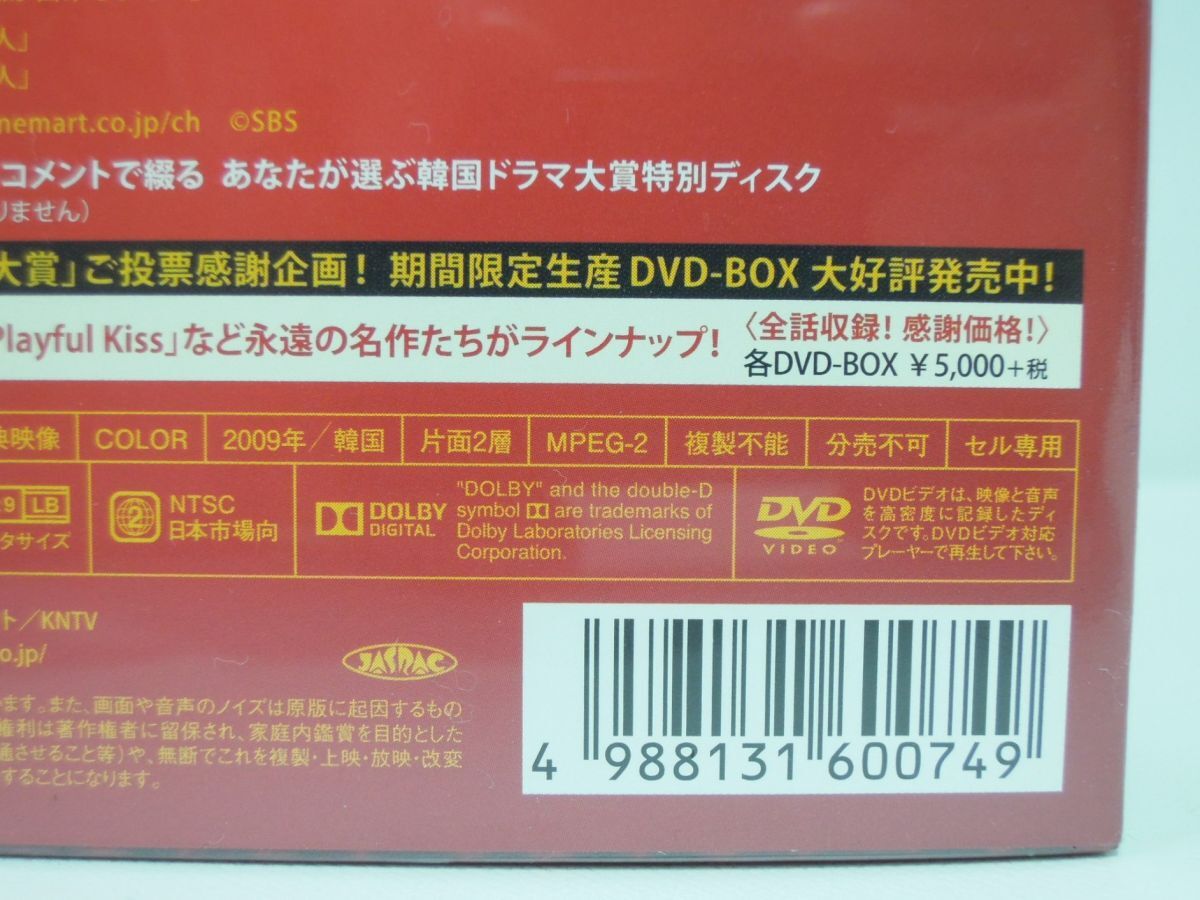 人」
人」
nemart.co.jp/ch ©SBS
コメントで綴る あなたが選ぶ韓国ドラマ大賞特別ディスク
りません)
大賞」ご投票感謝企画! 期間限定生産 DVD-BOX 大好評発売中!
Playful Kiss」など永遠の名作たちがラインナップ!
〈全話収録! 感謝価格!〉
各DVD-BOX ¥5,000+税
映像 COLOR 2009年/韓国 片面2層 MPEG-2 複製不能 分売不可 セル専用
9 LB
タサイズ
2 NTSC
日本市場向
DOLBY
DIGITAL
"DOLBY" and the double-D
symbol are trademarks of
Dolby Laboratories Licensing
Corporation.
DVD
VIDEO
DVDビデオは、映像と音声
を高密度に記録したディ
スクです。DVDビデオ対応
プレーヤーで再生して下さい。
ト/KNTV
o.jp/
JASRAC
ます。また、画面や音声のノイズは原版に起因するもの
権利は著作権者に留保され、家庭内鑑賞を目的とした
通させること等)や、無断でこれを複製・上映・放映・改変
することになります。
4 988131 600749